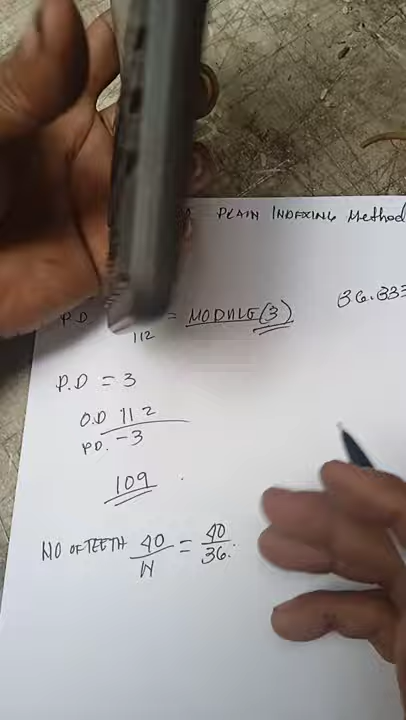 PLAIN INDEXING Method
P.D = MODULE (3) 36.333
112
P.D = 3
O.D 112
P.D. -3
109
NO OF TEETH 40/N = 40/36.